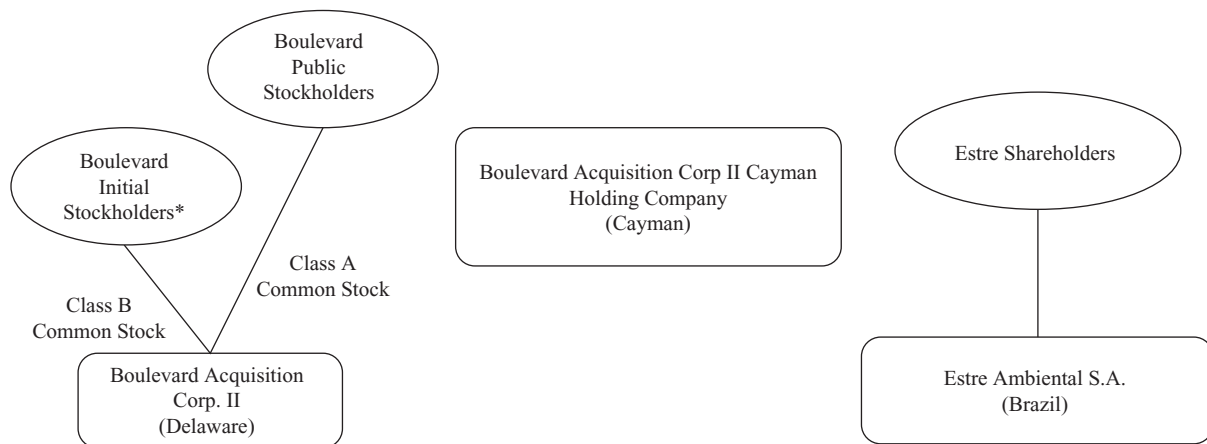 Boulevard
Public
Stockholders
Boulevard
Initial
Stockholders*
Boulevard Acquisition Corp II Cayman
Holding Company
(Cayman)
Estre Shareholders
Class A
Common Stock
Class B
Common Stock
Boulevard Acquisition
Corp. II
(Delaware)
Estre Ambiental S.A.
(Brazil)